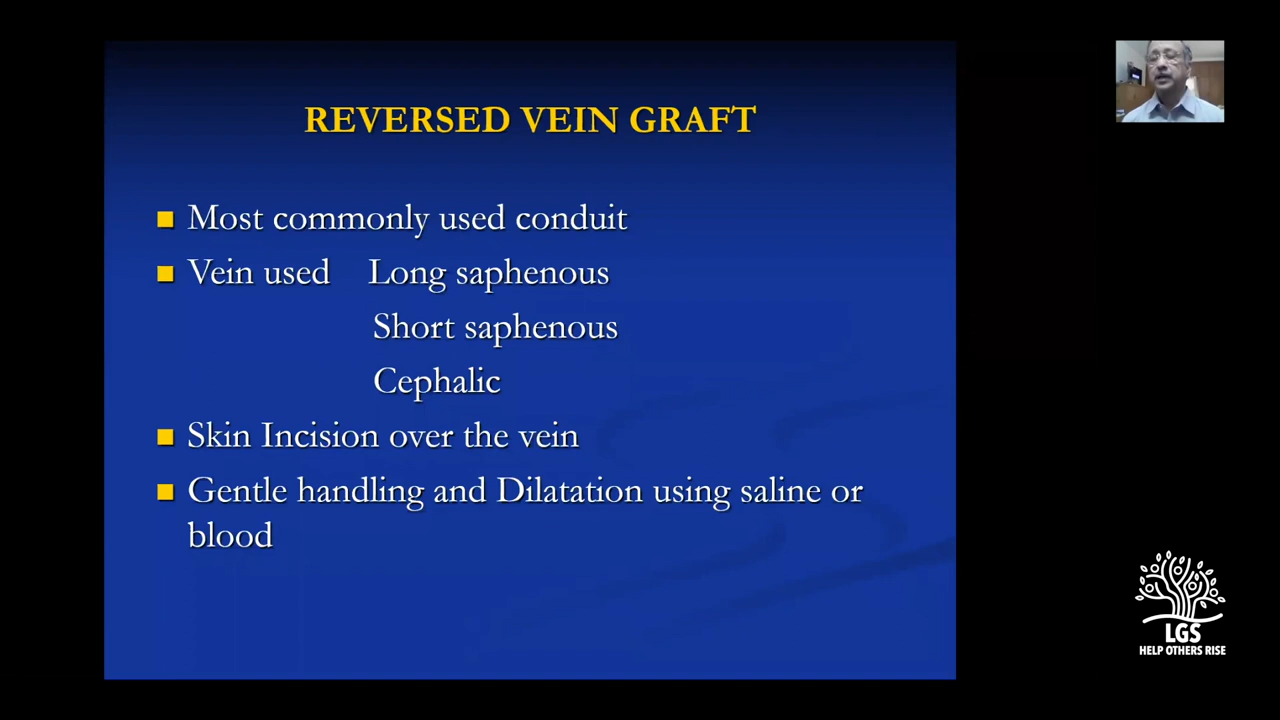 REVERSED VEIN GRAFT
Most commonly used conduit
Vein used Long saphenous
Short saphenous
Cephalic
Skin Incision over the vein
Gentle handling and Dilatation using saline or
blood
LGS
HELP OTHERS RISE